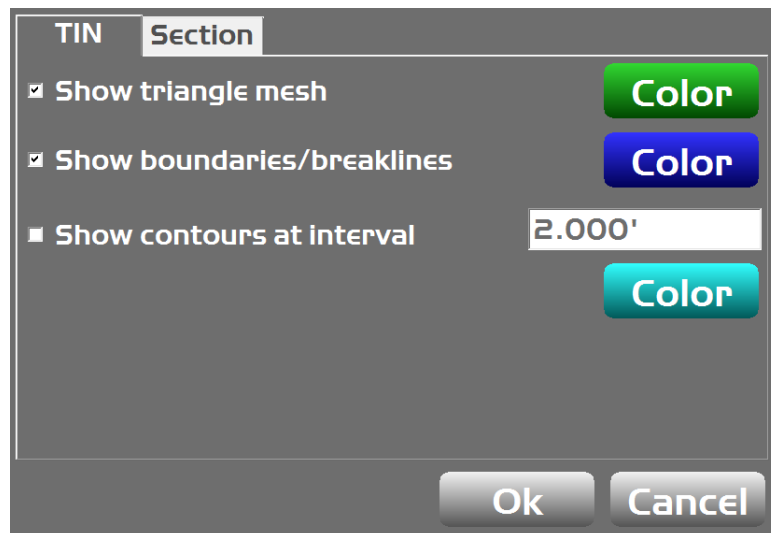 TIN Section
Show triangle mesh Color
Show boundaries/breaklines Color
Show contours at interval 2.000'
Color
Ok Cancel